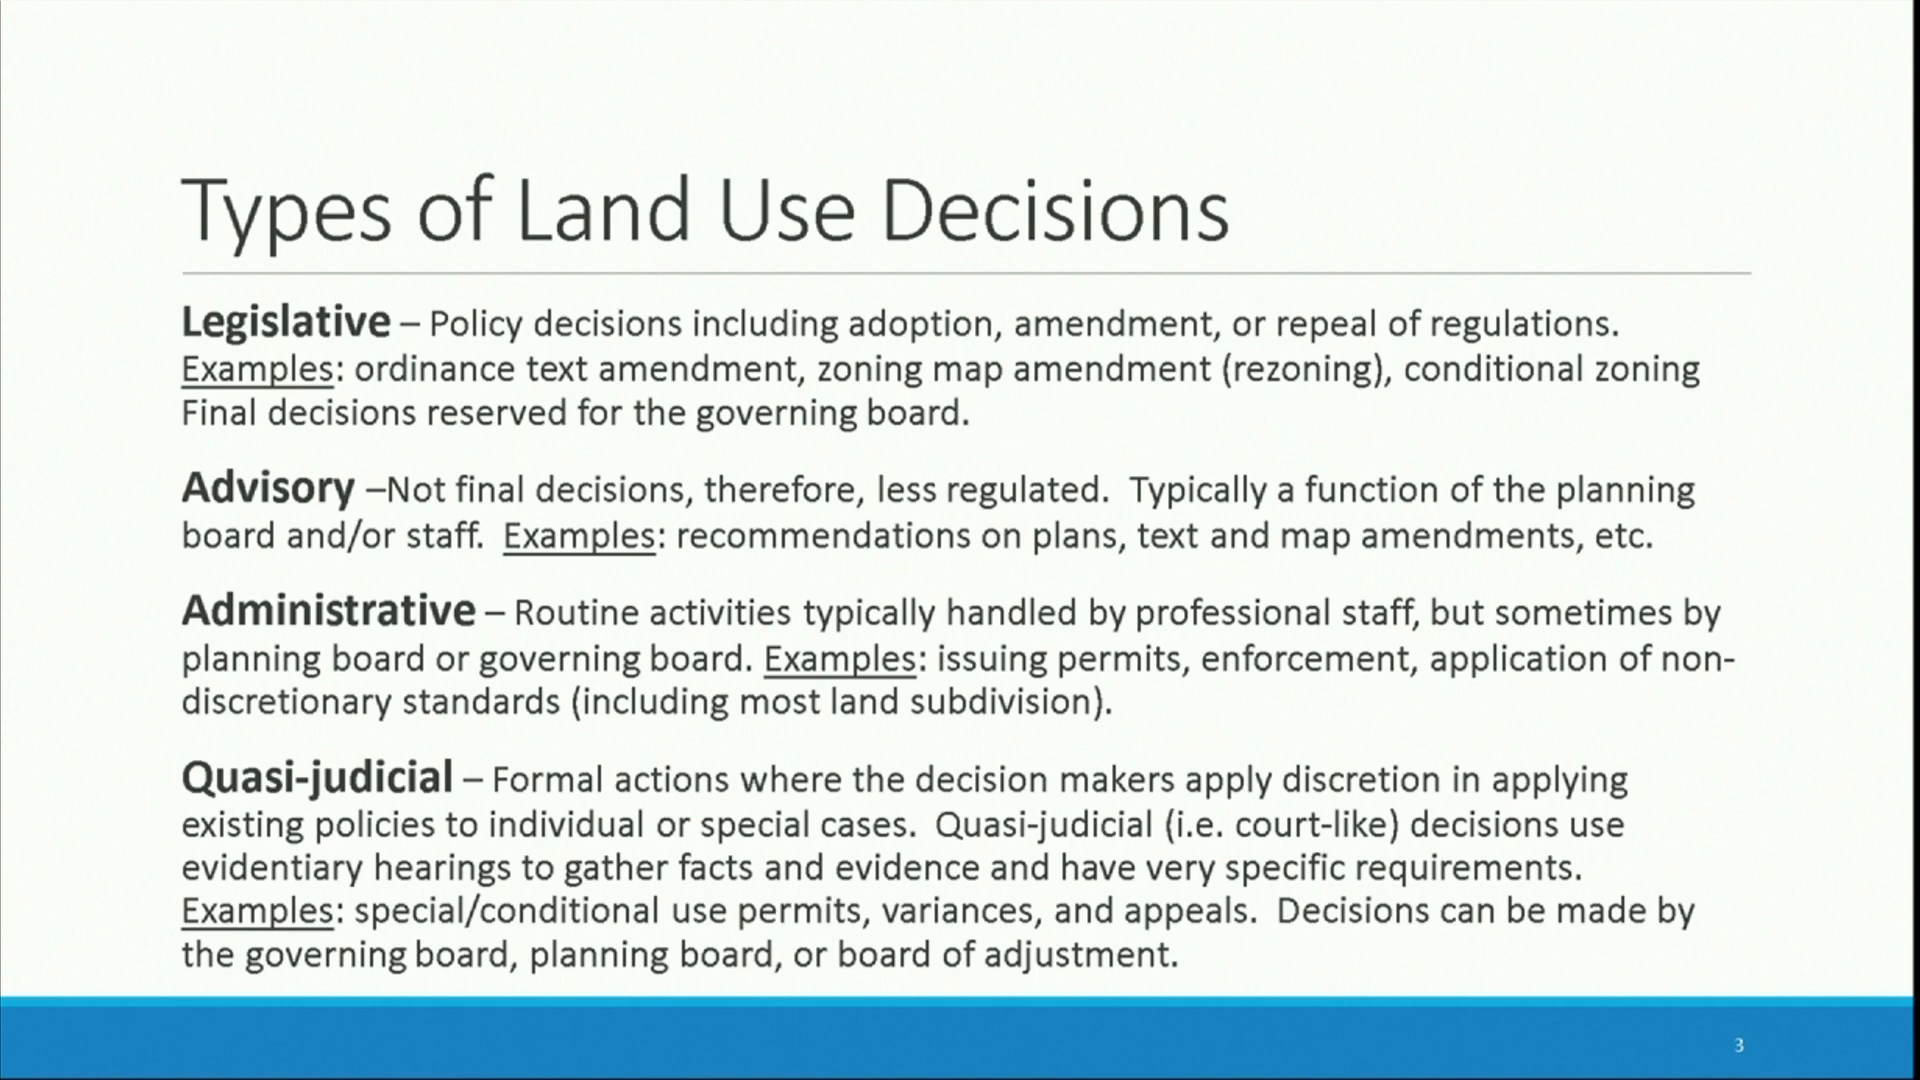 Types of Land Use Decisions
Legislative – Policy decisions including adoption, amendment, or repeal of regulations.
Examples: ordinance text amendment, zoning map amendment (rezoning), conditional zoning
Final decisions reserved for the governing board.
Advisory –Not final decisions, therefore, less regulated.  Typically a function of the planning
board and/or staff.  Examples: recommendations on plans, text and map amendments, etc.
Administrative – Routine activities typically handled by professional staff, but sometimes by
planning board or governing board. Examples: issuing permits, enforcement, application of non-
discretionary standards (including most land subdivision).
Quasi-judicial – Formal actions where the decision makers apply discretion in applying
existing policies to individual or special cases.  Quasi-judicial (i.e. court-like) decisions use
evidentiary hearings to gather facts and evidence and have very specific requirements.
Examples: special/conditional use permits, variances, and appeals.  Decisions can be made by
the governing board, planning board, or board of adjustment.
3